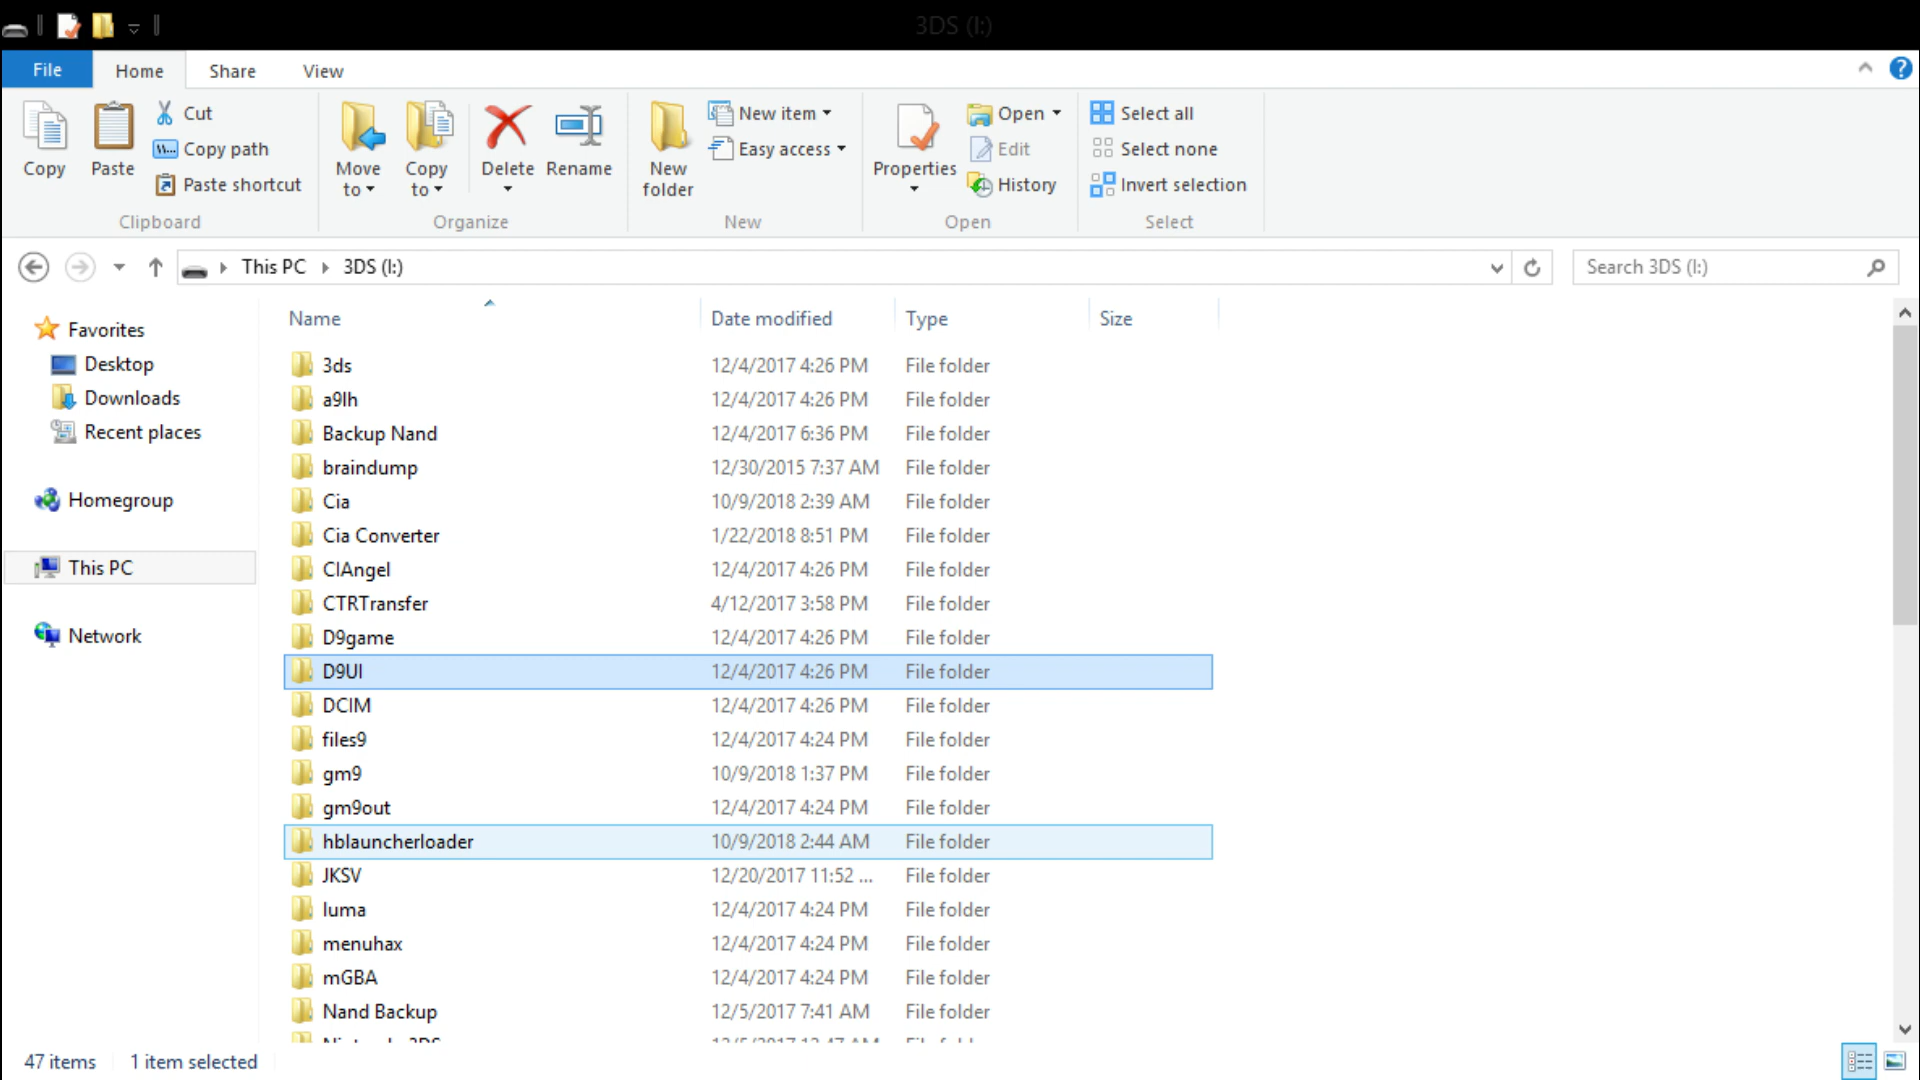 3DS (I:)
File Home Share View
Copy
Paste
Cut
Copy path
Paste shortcut
Clipboard
Move to
Copy to
Delete
Rename
Organize
New folder
New item
Easy access
New
Properties
Open
Edit
History
Open
Select all
Select none
Invert selection
Select
This PC 3DS (I:)
Search 3DS (I:)
Favorites
Desktop
Downloads
Recent places
Homegroup
This PC
Network
Name Date modified Type Size
3ds 12/4/2017 4:26 PM File folder
a9lh 12/4/2017 4:26 PM File folder
Backup Nand 12/4/2017 6:36 PM File folder
braindump 12/30/2015 7:37 AM File folder
Cia 10/9/2018 2:39 AM File folder
Cia Converter 1/22/2018 8:51 PM File folder
CIAngel 12/4/2017 4:26 PM File folder
CTRTransfer 4/12/2017 3:58 PM File folder
D9game 12/4/2017 4:26 PM File folder
D9UI 12/4/2017 4:26 PM File folder
DCIM 12/4/2017 4:26 PM File folder
files9 12/4/2017 4:24 PM File folder
gm9 10/9/2018 1:37 PM File folder
gm9out 12/4/2017 4:24 PM File folder
hblauncherloader 10/9/2018 2:44 AM File folder
JKSV 12/20/2017 11:52 ... File folder
luma 12/4/2017 4:24 PM File folder
menuhax 12/4/2017 4:24 PM File folder
mGBA 12/4/2017 4:24 PM File folder
Nand Backup 12/5/2017 7:41 AM File folder
47 items 1 item selected